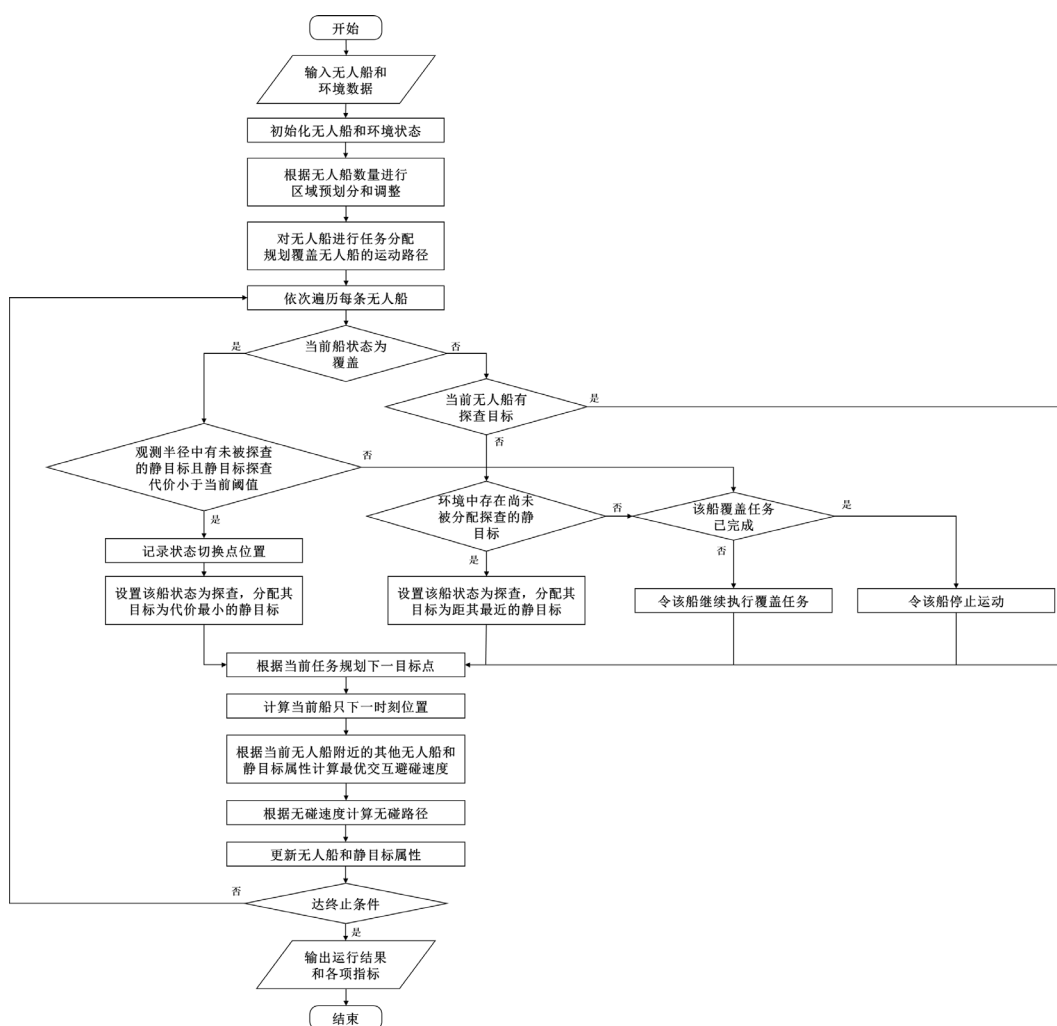 开始
输入无人船和
环境数据
初始化无人船和环境状态
根据无人船数量进行
区域预划分和调整
对无人船进行任务分配
规划覆盖无人船的运动路径
依次遍历每条无人船
当前船状态为
覆盖
是
否
当前无人船有
探查目标
是
否
观测半径中有未被探查
的静目标且静目标探查
代价小于当前阈值
否
是
环境中存在尚未
被分配探查的静
目标
否
是
该船覆盖任务
已完成
是
否
记录状态切换点位置
设置该船状态为探查，分配其
目标为代价最小的静目标
设置该船状态为探查，分配其
目标为距其最近的静目标
令该船继续执行覆盖任务
令该船停止运动
根据当前任务规划下一目标点
计算当前船只下一时刻位置
根据当前无人船附近的其他无人船和
静目标属性计算最优交互避碰速度
根据无碰速度计算无碰路径
更新无人船和静目标属性
达终止条件
否
是
输出运行结果
和各项指标
结束